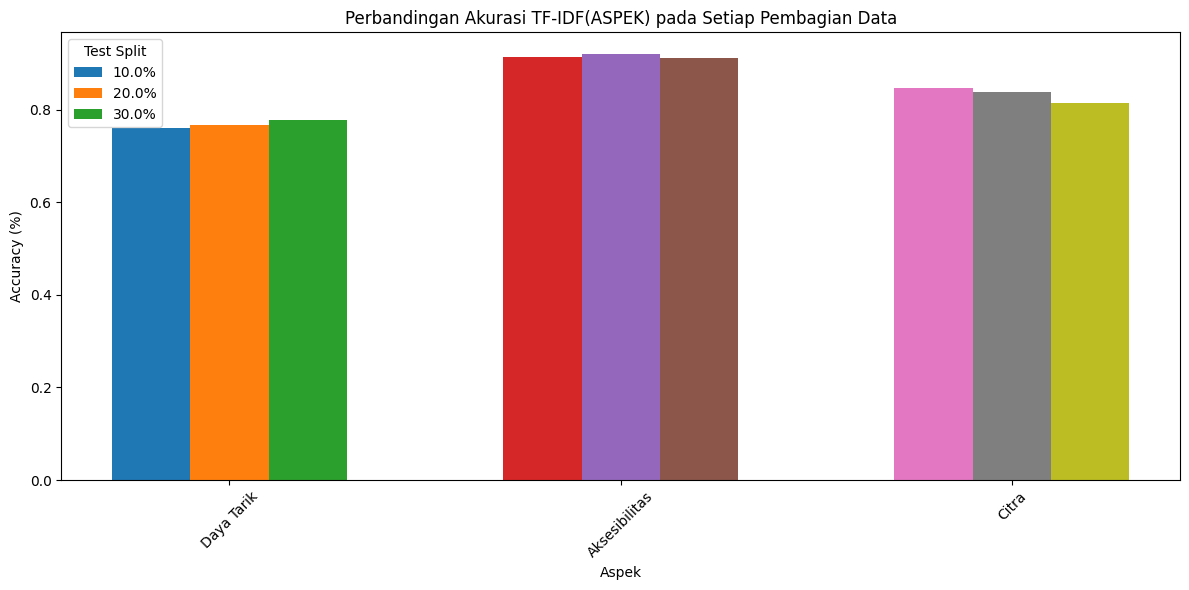 Perbandingan Akurasi TF-IDF(ASPEK) pada Setiap Pembagian Data
Test Split
10.0%
20.0%
30.0%
Accuracy (%)
0.8
0.6
0.4
0.2
0.0
Daya Tarik
Aksesibilitas
Citra
Aspek